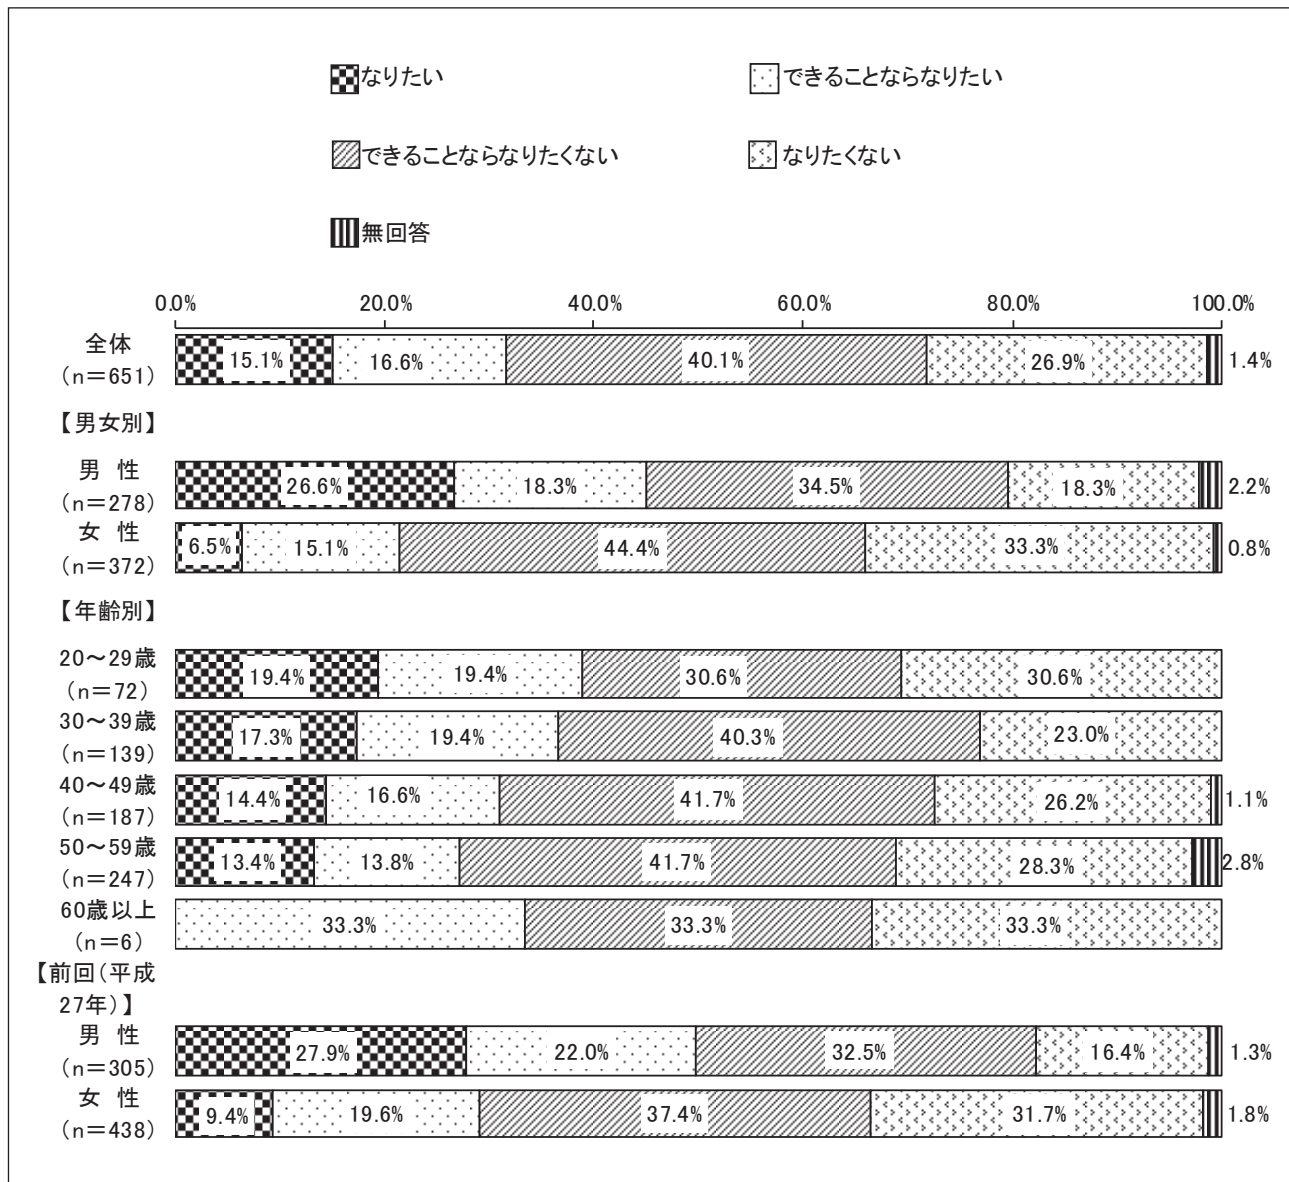 なりたい
できることならなりたい
できることならなりたくない
なりたくない
無回答
0.0% 20.0% 40.0% 60.0% 80.0% 100.0%
全体
(n=651)
15.1% 16.6% 40.1% 26.9% 1.4%
【男女別】
男 性
(n=278)
26.6% 18.3% 34.5% 18.3% 2.2%
女 性
(n=372)
6.5% 15.1% 44.4% 33.3% 0.8%
【年齢別】
20~29歳
(n=72)
19.4% 19.4% 30.6% 30.6%
30~39歳
(n=139)
17.3% 19.4% 40.3% 23.0%
40~49歳
(n=187)
14.4% 16.6% 41.7% 26.2% 1.1%
50~59歳
(n=247)
13.4% 13.8% 41.7% 28.3% 2.8%
60歳以上
(n=6)
33.3% 33.3% 33.3%
【前回(平成
27年)】
男 性
(n=305)
27.9% 22.0% 32.5% 16.4% 1.3%
女 性
(n=438)
9.4% 19.6% 37.4% 31.7% 1.8%